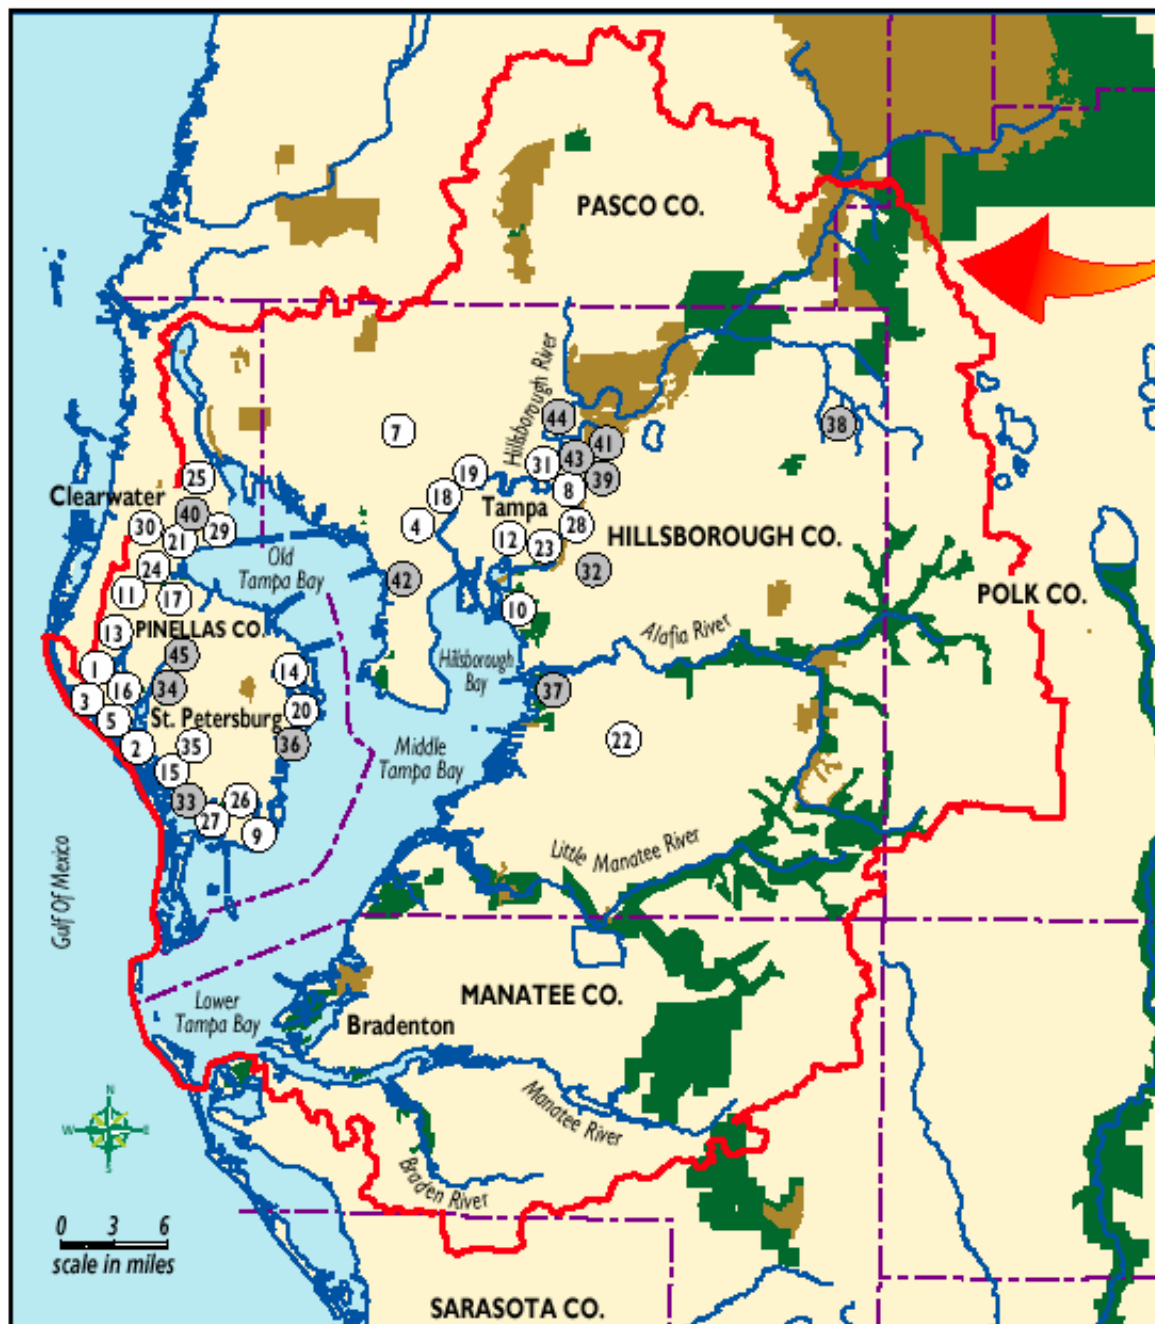 PASCO CO.
Hillsborough River
44
7
38
41
43
31
39
19
25
8
Clearwater
18
Tampa
40
30
29
4
28
21
12
23
HILLSBOROUGH CO.
Old
Tampa Bay
24
32
42
11
17
POLK CO.
10
13
PINELLAS CO.
Alafia River
45
Hillsborough
Bay
1
14
16
34
37
3
20
5
St. Petersburg
36
22
2
35
Middle
Tampa Bay
15
33
26
27
9
Little Manatee River
Gulf Of Mexico
MANATEE CO.
Lower
Tampa Bay
Bradenton
N
W
E
S
Manatee River
Braden River
0 3 6
scale in miles
SARASOTA CO.